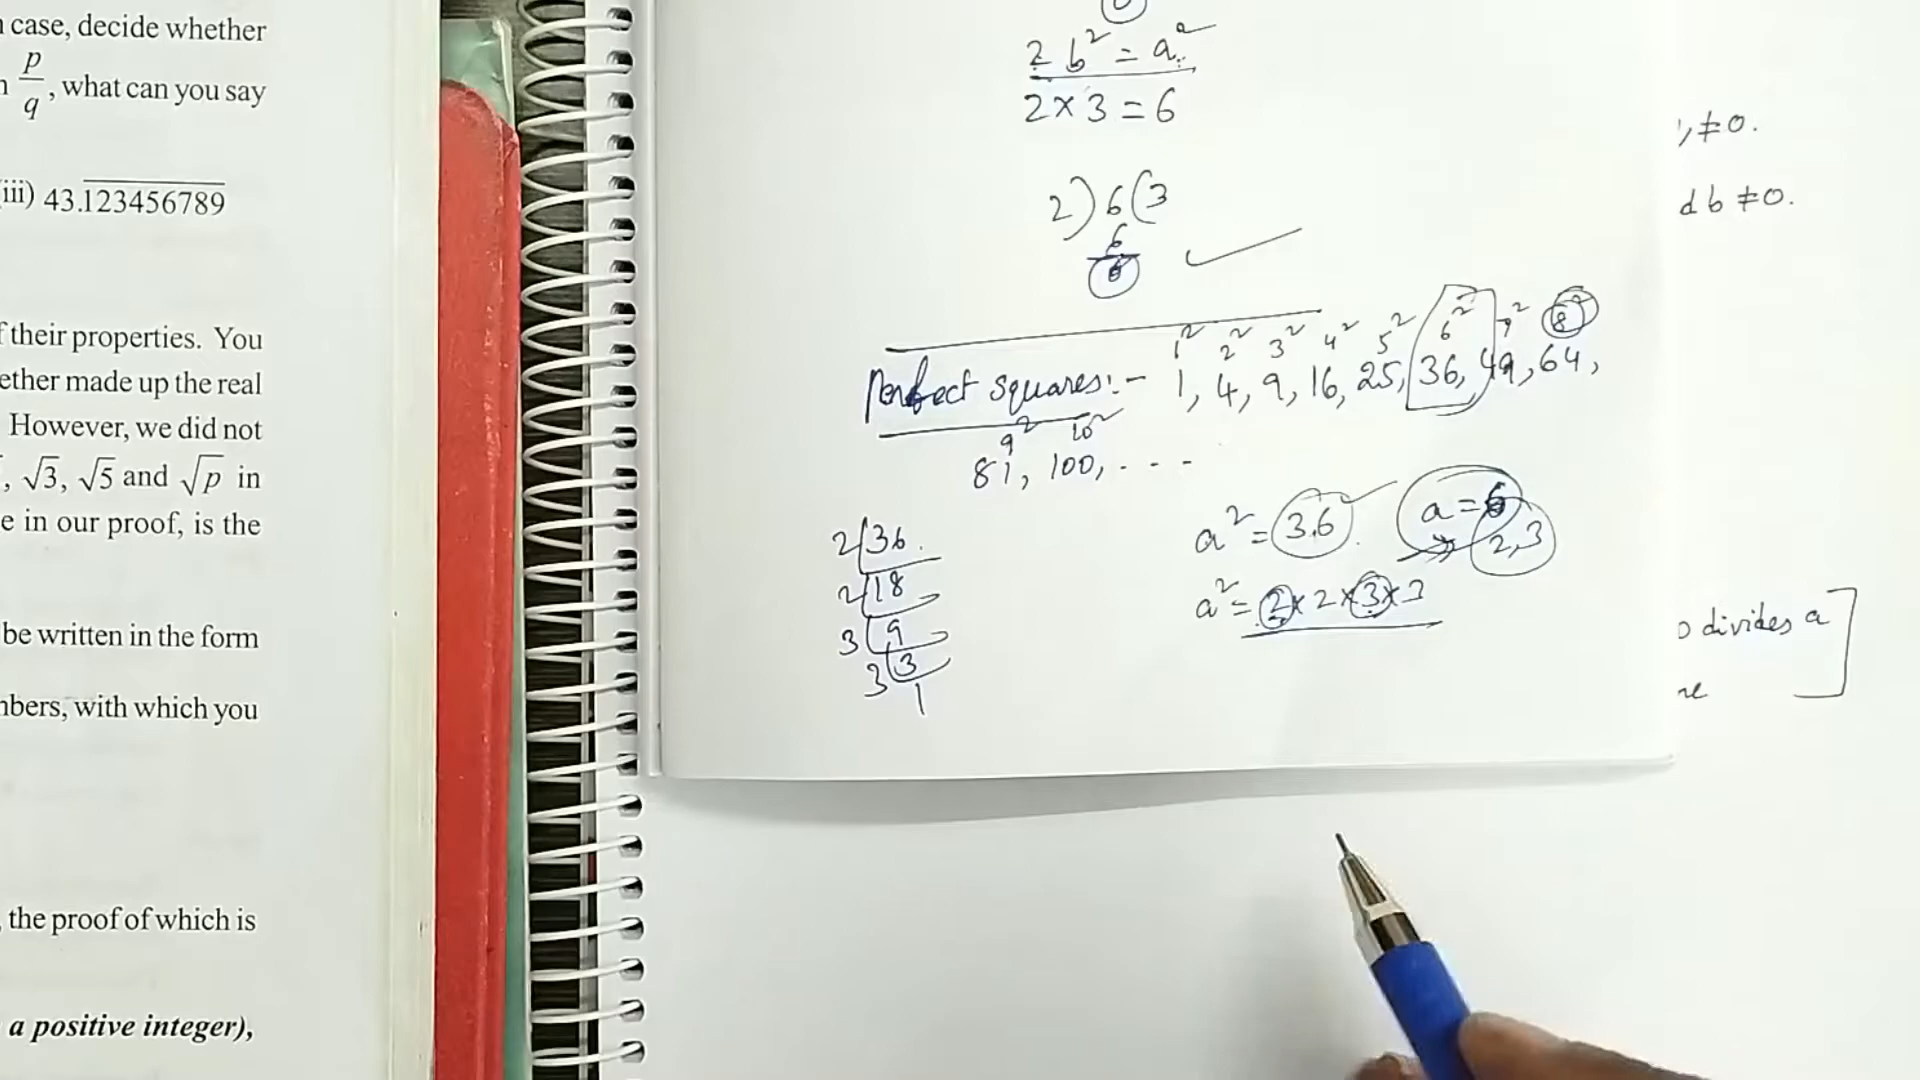 case, decide whether
p
q
, what can you say
iii) 43.123456789
their properties. You
ether made up the real
However, we did not
, √3, √5 and √p in
e in our proof, is the
be written in the form
nbers, with which you
, the proof of which is
a positive integer),
2 b² = a²
2 × 3 = 6
2) 6 (3
6
1² 2² 3² 4² 5² 6² 7² 8²
Perfect squares:- 1, 4, 9, 16, 25, 36, 49, 64,
9² 10²
81, 100, . - -
a² = 36. a = 6
2, 3
a² = 2 × 2 × 3 × 3
2 36
2 18
3 9
3 3
1
, ≠ 0.
d b ≠ 0.
o divides a
re